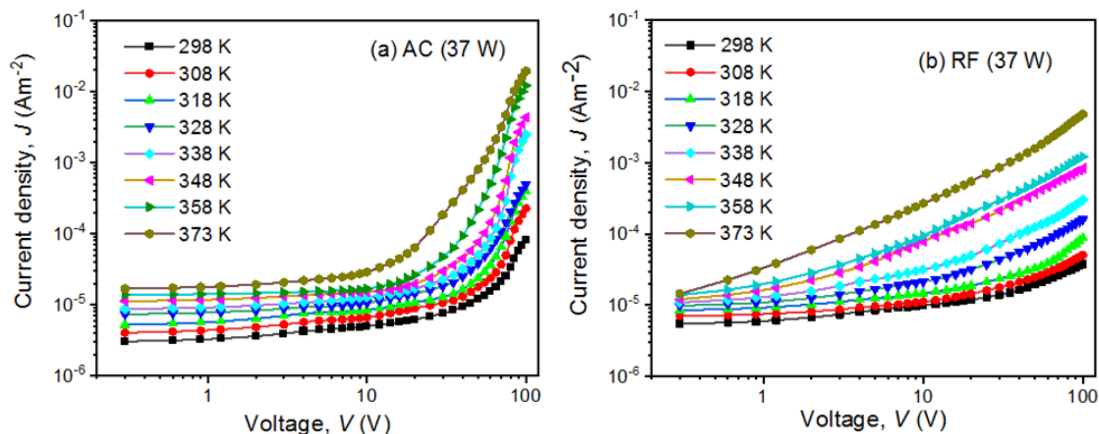 (a) AC (37 W)
Current density, J (Am⁻²)
10⁻¹
10⁻²
10⁻³
10⁻⁴
10⁻⁵
10⁻⁶
298 K
308 K
318 K
328 K
338 K
348 K
358 K
373 K
1
10
100
Voltage, V (V)
(b) RF (37 W)
Current density, J (Am⁻²)
10⁻¹
10⁻²
10⁻³
10⁻⁴
10⁻⁵
10⁻⁶
298 K
308 K
318 K
328 K
338 K
348 K
358 K
373 K
1
10
100
Voltage, V (V)